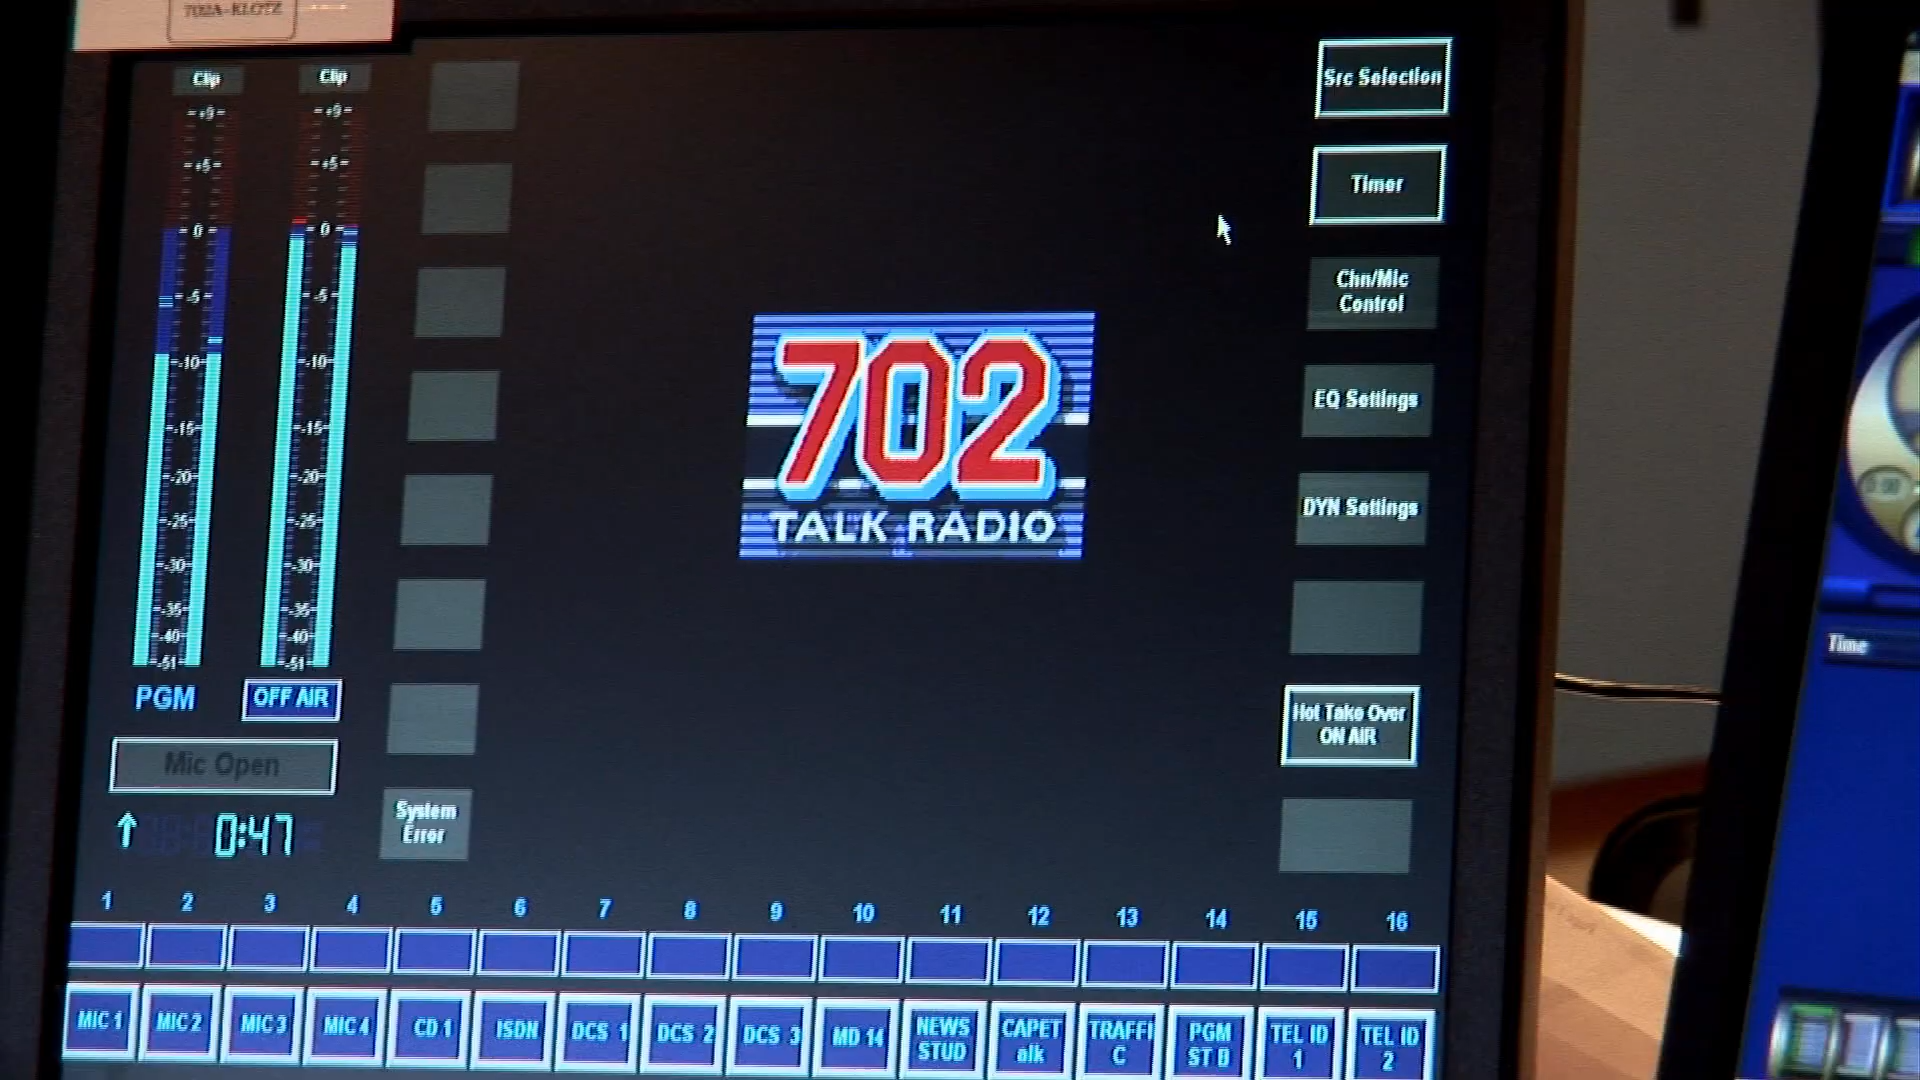 Clip
Clip
+9
+9
+5
+5
0
0
-5
-5
-10
-10
-15
-15
-20
-20
-25
-25
-30
-30
-35
-35
-40
-40
-51
-51
PGM
OFF AIR
Mic Open
0:47
System
Error
702
TALK RADIO
Src Selection
Timer
Chn/Mic
Control
EQ Settings
DYN Settings
Hot Take Over
ON AIR
1 2 3 4 5 6 7 8 9 10 11 12 13 14 15 16
MIC 1
MIC 2
MIC 3
MIC 4
CD 1
ISDN
DCS 1
DCS 2
DCS 3
MD 14
NEWS
STUD
CAPET
alk
TRAFFI
C
PGM
ST B
TEL ID
1
TEL ID
2
Time